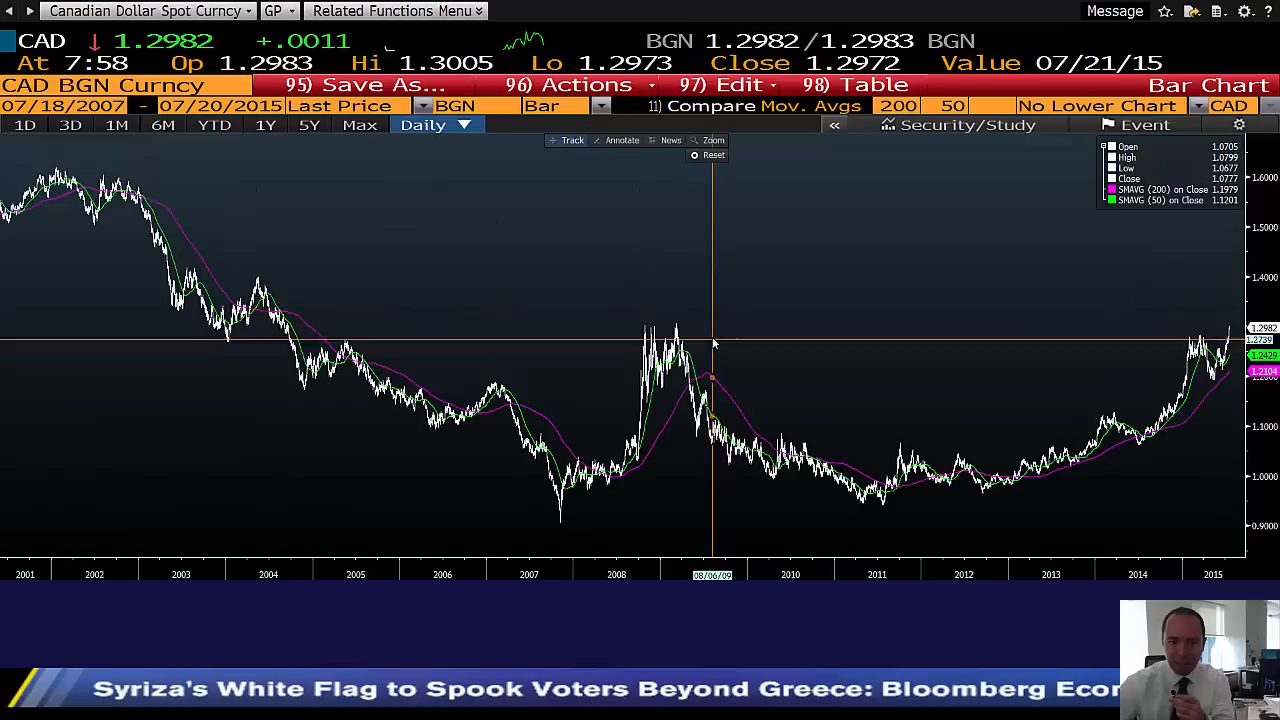 Canadian Dollar Spot Curncy GP Related Functions Menu Message ?
CAD 1.2982 +.0011 BGN 1.2982/1.2983 BGN
At 7:58 Op 1.2983 Hi 1.3005 Lo 1.2973 Close 1.2972 Value 07/21/15
CAD BGN Curncy 95) Save As... 96) Actions 97) Edit 98) Table Bar Chart
07/18/2007 - 07/20/2015 Last Price BGN Bar 11) Compare Mov. Avgs 200 50 No Lower Chart CAD
1D 3D 1M 6M YTD 1Y 5Y Max Daily « Security/Study Event
Track Annotate News Zoom
Reset
Open 1.0705
High 1.0799
Low 1.0677
Close 1.0777
SMAVG (200) on Close 1.1979
SMAVG (50) on Close 1.1201
1.6000
1.5000
1.4000
1.2982
1.2739
1.2429
1.2104
1.1000
1.0000
0.9000
2001 2002 2003 2004 2005 2006 2007 2008 08/06/09 2010 2011 2012 2013 2014 2015
Syriza's White Flag to Spook Voters Beyond Greece: Bloomberg Econ